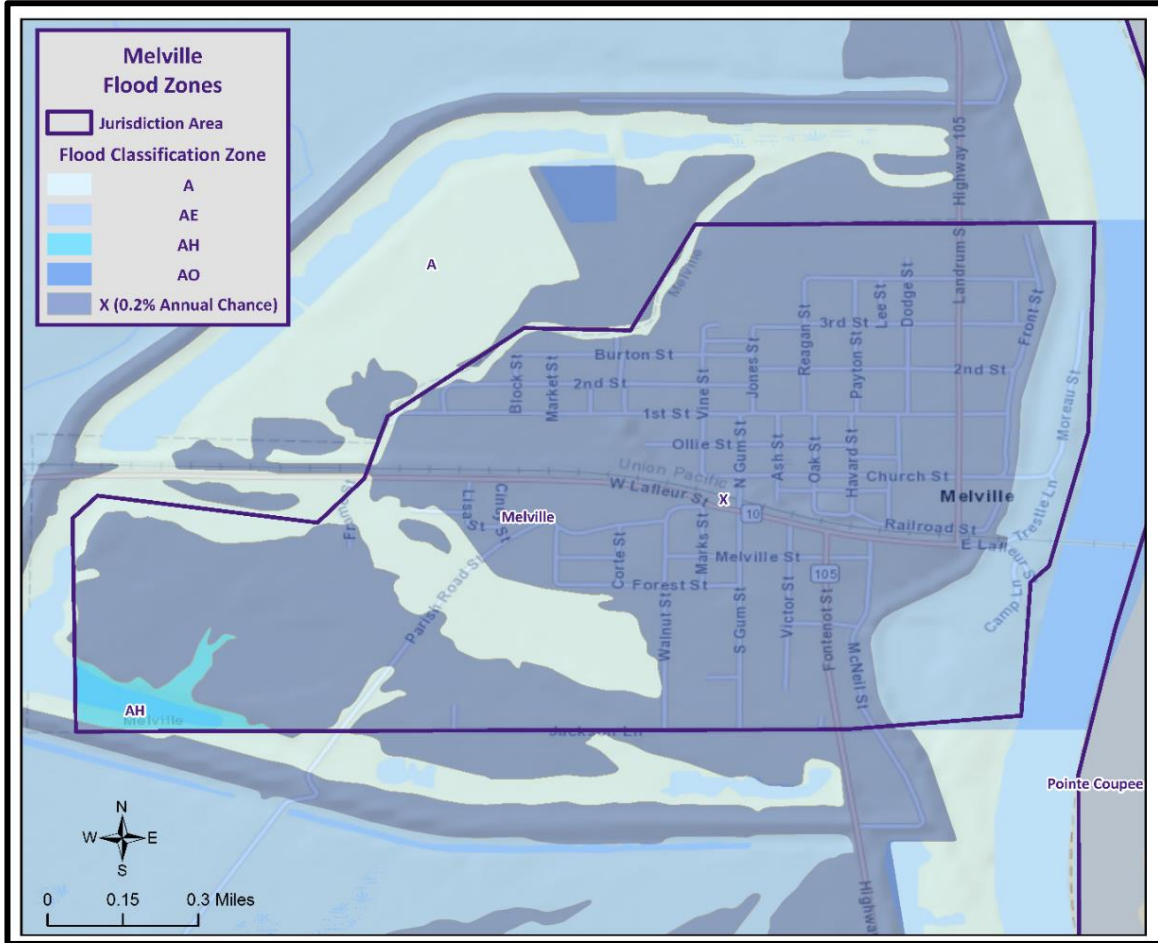 Melville
Flood Zones
Jurisdiction Area
Flood Classification Zone
A
AE
AH
AO
X (0.2% Annual Chance)
Highway 105
Landrum S
A
Melville
Lee St
Dodge St
Reagan St
3rd St
Front St
Burton St
Jones St
Payton St
2nd St
Block St
Market St
2nd St
Vine St
Moreau St
1st St
Ollie St
N Gum St
Ash St
Oak St
Havard St
Church St
Union Pacific
W Lafleur St
X
10
Melville
Railroad St
Trestle Ln
E Lafleur St
Lisa St
Cindy St
Melville
Corte St
Marks St
Melville St
105
Camp Ln
Forest St
Parish Road St
Walnut St
S Gum St
Victor St
Fontenot St
McNeil St
AH
Melville
Jackson Ln
Pointe Coupee
N
W
E
S
0
0.15
0.3 Miles
Highway